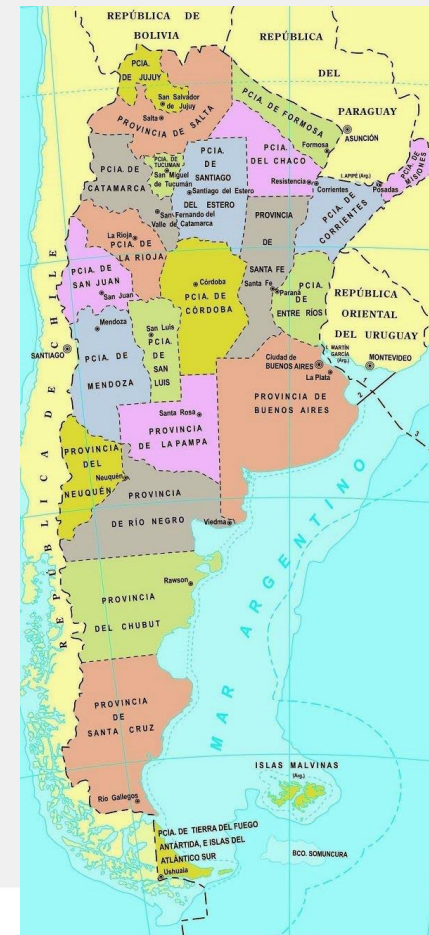 REPÚBLICA DE
BOLIVIA
REPÚBLICA
DEL
PARAGUAY
ASUNCIÓN
PCIA.
DE JUJUY
San Salvador
de Jujuy
Salta
PROVINCIA DE SALTA
PCIA. DE FORMOSA
Formosa
PCIA.
DEL CHACO
Resistencia
PCIA. DE
MISIONES
Posadas
I. APIPÉ (Arg.)
Corrientes
PCIA. DE
CORRIENTES
PCIA. DE
TUCUMÁN
San Miguel
de Tucumán
PCIA.
DE
SANTIAGO
DEL ESTERO
Santiago del Estero
PCIA. DE
CATAMARCA
San Fernando del
Valle de Catamarca
La Rioja
PCIA. DE
LA RIOJA
PCIA. DE
SAN JUAN
San Juan
PROVINCIA
DE
SANTA FE
Santa Fe
Paraná
PCIA.
DE
ENTRE RÍOS
REPÚBLICA
ORIENTAL
DEL URUGUAY
MONTEVIDEO
Córdoba
PCIA. DE
CÓRDOBA
Mendoza
PCIA. DE
MENDOZA
San Luis
PCIA.
DE
SAN
LUIS
SANTIAGO
REPÚBLICA DE CHILE
I. MARTÍN
GARCÍA (Arg.)
Ciudad de
BUENOS AIRES
La Plata
PROVINCIA DE
BUENOS AIRES
1
2
3
Santa Rosa
PROVINCIA
DE LA PAMPA
PROVINCIA
DEL
NEUQUÉN
Neuquén
PROVINCIA
DE RÍO NEGRO
Viedma
Rawson
PROVINCIA
DEL CHUBUT
MAR ARGENTINO
PROVINCIA
DE
SANTA CRUZ
Río Gallegos
ISLAS MALVINAS
(Arg.)
PCIA. DE TIERRA DEL FUEGO
ANTÁRTIDA, E ISLAS DEL
ATLÁNTICO SUR
BCO. SOMUNCURA
Ushuaia